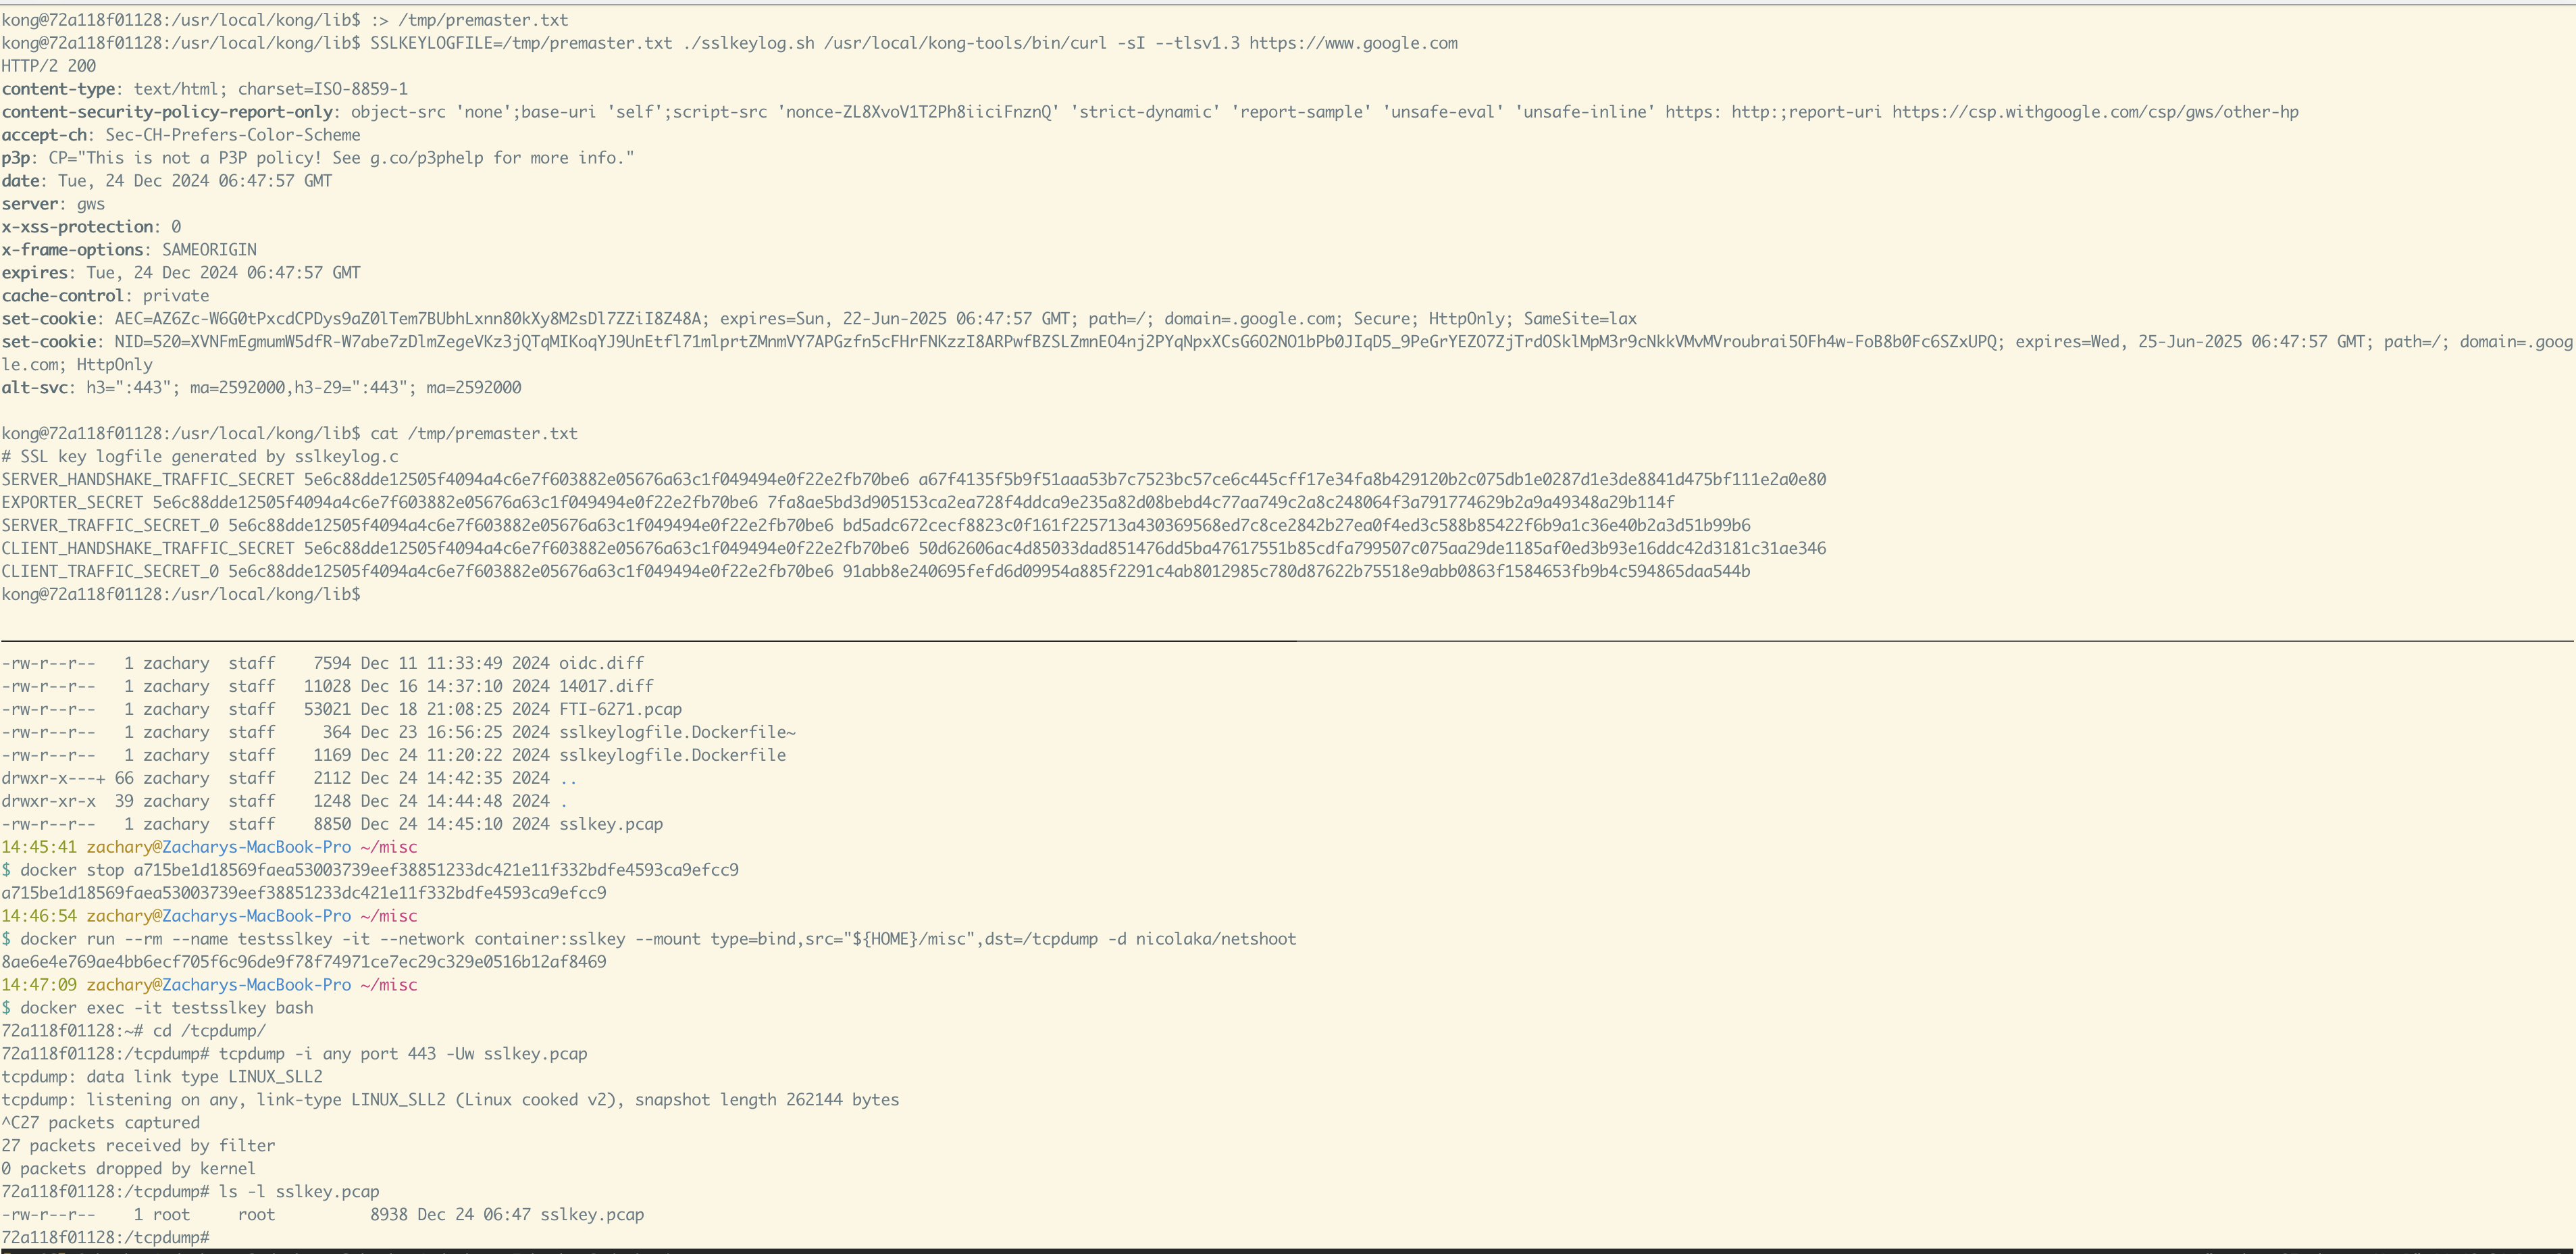 kong@72a118f01128:/usr/local/kong/lib$ :> /tmp/premaster.txt
kong@72a118f01128:/usr/local/kong/lib$ SSLKEYLOGFILE=/tmp/premaster.txt ./sslkeylog.sh /usr/local/kong-tools/bin/curl -sI --tlsv1.3 https://www.google.com
HTTP/2 200
content-type: text/html; charset=ISO-8859-1
content-security-policy-report-only: object-src 'none';base-uri 'self';script-src 'nonce-ZL8XvoV1T2Ph8iiciFnznQ' 'strict-dynamic' 'report-sample' 'unsafe-eval' 'unsafe-inline' https: http:;report-uri https://csp.withgoogle.com/csp/gws/other-hp
accept-ch: Sec-CH-Prefers-Color-Scheme
p3p: CP="This is not a P3P policy! See g.co/p3phelp for more info."
date: Tue, 24 Dec 2024 06:47:57 GMT
server: gws
x-xss-protection: 0
x-frame-options: SAMEORIGIN
expires: Tue, 24 Dec 2024 06:47:57 GMT
cache-control: private
set-cookie: AEC=AZ6Zc-W6G0tPxcdCPDys9aZ0lTem7BUbhLxnn80kXy8M2sDl7ZZiI8Z48A; expires=Sun, 22-Jun-2025 06:47:57 GMT; path=/; domain=.google.com; Secure; HttpOnly; SameSite=lax
set-cookie: NID=520=XVNFmEgmumW5dfR-W7abe7zDlmZegeVKz3jQTqMIKoqYJ9UnEtfl71mlprtZMnmVY7APGzfn5cFHrFNKzzI8ARPwfBZSLZmnEO4nj2PYqNpxXCsG6O2NO1bPb0JIqD5_9PeGrYEZO7ZjTrdOSklMpM3r9cNkkVMvMVroubrai5OFh4w-FoB8b0Fc6SZxUPQ; expires=Wed, 25-Jun-2025 06:47:57 GMT; path=/; domain=.goog
le.com; HttpOnly
alt-svc: h3=":443"; ma=2592000,h3-29=":443"; ma=2592000
kong@72a118f01128:/usr/local/kong/lib$ cat /tmp/premaster.txt
# SSL key logfile generated by sslkeylog.c
SERVER_HANDSHAKE_TRAFFIC_SECRET 5e6c88dde12505f4094a4c6e7f603882e05676a63c1f049494e0f22e2fb70be6 a67f4135f5b9f51aaa53b7c7523bc57ce6c445cff17e34fa8b429120b2c075db1e0287d1e3de8841d475bf111e2a0e80
EXPORTER_SECRET 5e6c88dde12505f4094a4c6e7f603882e05676a63c1f049494e0f22e2fb70be6 7fa8ae5bd3d905153ca2ea728f4ddca9e235a82d08bebd4c77aa749c2a8c248064f3a791774629b2a9a49348a29b114f
SERVER_TRAFFIC_SECRET_0 5e6c88dde12505f4094a4c6e7f603882e05676a63c1f049494e0f22e2fb70be6 bd5adc672cecf8823c0f161f225713a430369568ed7c8ce2842b27ea0f4ed3c588b85422f6b9a1c36e40b2a3d51b99b6
CLIENT_HANDSHAKE_TRAFFIC_SECRET 5e6c88dde12505f4094a4c6e7f603882e05676a63c1f049494e0f22e2fb70be6 50d62606ac4d85033dad851476dd5ba47617551b85cdfa799507c075aa29de1185af0ed3b93e16ddc42d3181c31ae346
CLIENT_TRAFFIC_SECRET_0 5e6c88dde12505f4094a4c6e7f603882e05676a63c1f049494e0f22e2fb70be6 91abb8e240695fefd6d09954a885f2291c4ab8012985c780d87622b75518e9abb0863f1584653fb9b4c594865daa544b
kong@72a118f01128:/usr/local/kong/lib$
-rw-r--r-- 1 zachary staff 7594 Dec 11 11:33:49 2024 oidc.diff
-rw-r--r-- 1 zachary staff 11028 Dec 16 14:37:10 2024 14017.diff
-rw-r--r-- 1 zachary staff 53021 Dec 18 21:08:25 2024 FTI-6271.pcap
-rw-r--r-- 1 zachary staff 364 Dec 23 16:56:25 2024 sslkeylogfile.Dockerfile~
-rw-r--r-- 1 zachary staff 1169 Dec 24 11:20:22 2024 sslkeylogfile.Dockerfile
drwxr-x---+ 66 zachary staff 2112 Dec 24 14:42:35 2024 ..
drwxr-xr-x 39 zachary staff 1248 Dec 24 14:44:48 2024 .
-rw-r--r-- 1 zachary staff 8850 Dec 24 14:45:10 2024 sslkey.pcap
14:45:41 zachary@Zacharys-MacBook-Pro ~/misc
$ docker stop a715be1d18569faea53003739eef38851233dc421e11f332bdfe4593ca9efcc9
a715be1d18569faea53003739eef38851233dc421e11f332bdfe4593ca9efcc9
14:46:54 zachary@Zacharys-MacBook-Pro ~/misc
$ docker run --rm --name testsslkey -it --network container:sslkey --mount type=bind,src="${HOME}/misc",dst=/tcpdump -d nicolaka/netshoot
8ae6e4e769ae4bb6ecf705f6c96de9f78f74971ce7ec29c329e0516b12af8469
14:47:09 zachary@Zacharys-MacBook-Pro ~/misc
$ docker exec -it testsslkey bash
72a118f01128:~# cd /tcpdump/
72a118f01128:/tcpdump# tcpdump -i any port 443 -Uw sslkey.pcap
tcpdump: data link type LINUX_SLL2
tcpdump: listening on any, link-type LINUX_SLL2 (Linux cooked v2), snapshot length 262144 bytes
^C27 packets captured
27 packets received by filter
0 packets dropped by kernel
72a118f01128:/tcpdump# ls -l sslkey.pcap
-rw-r--r-- 1 root root 8938 Dec 24 06:47 sslkey.pcap
72a118f01128:/tcpdump#